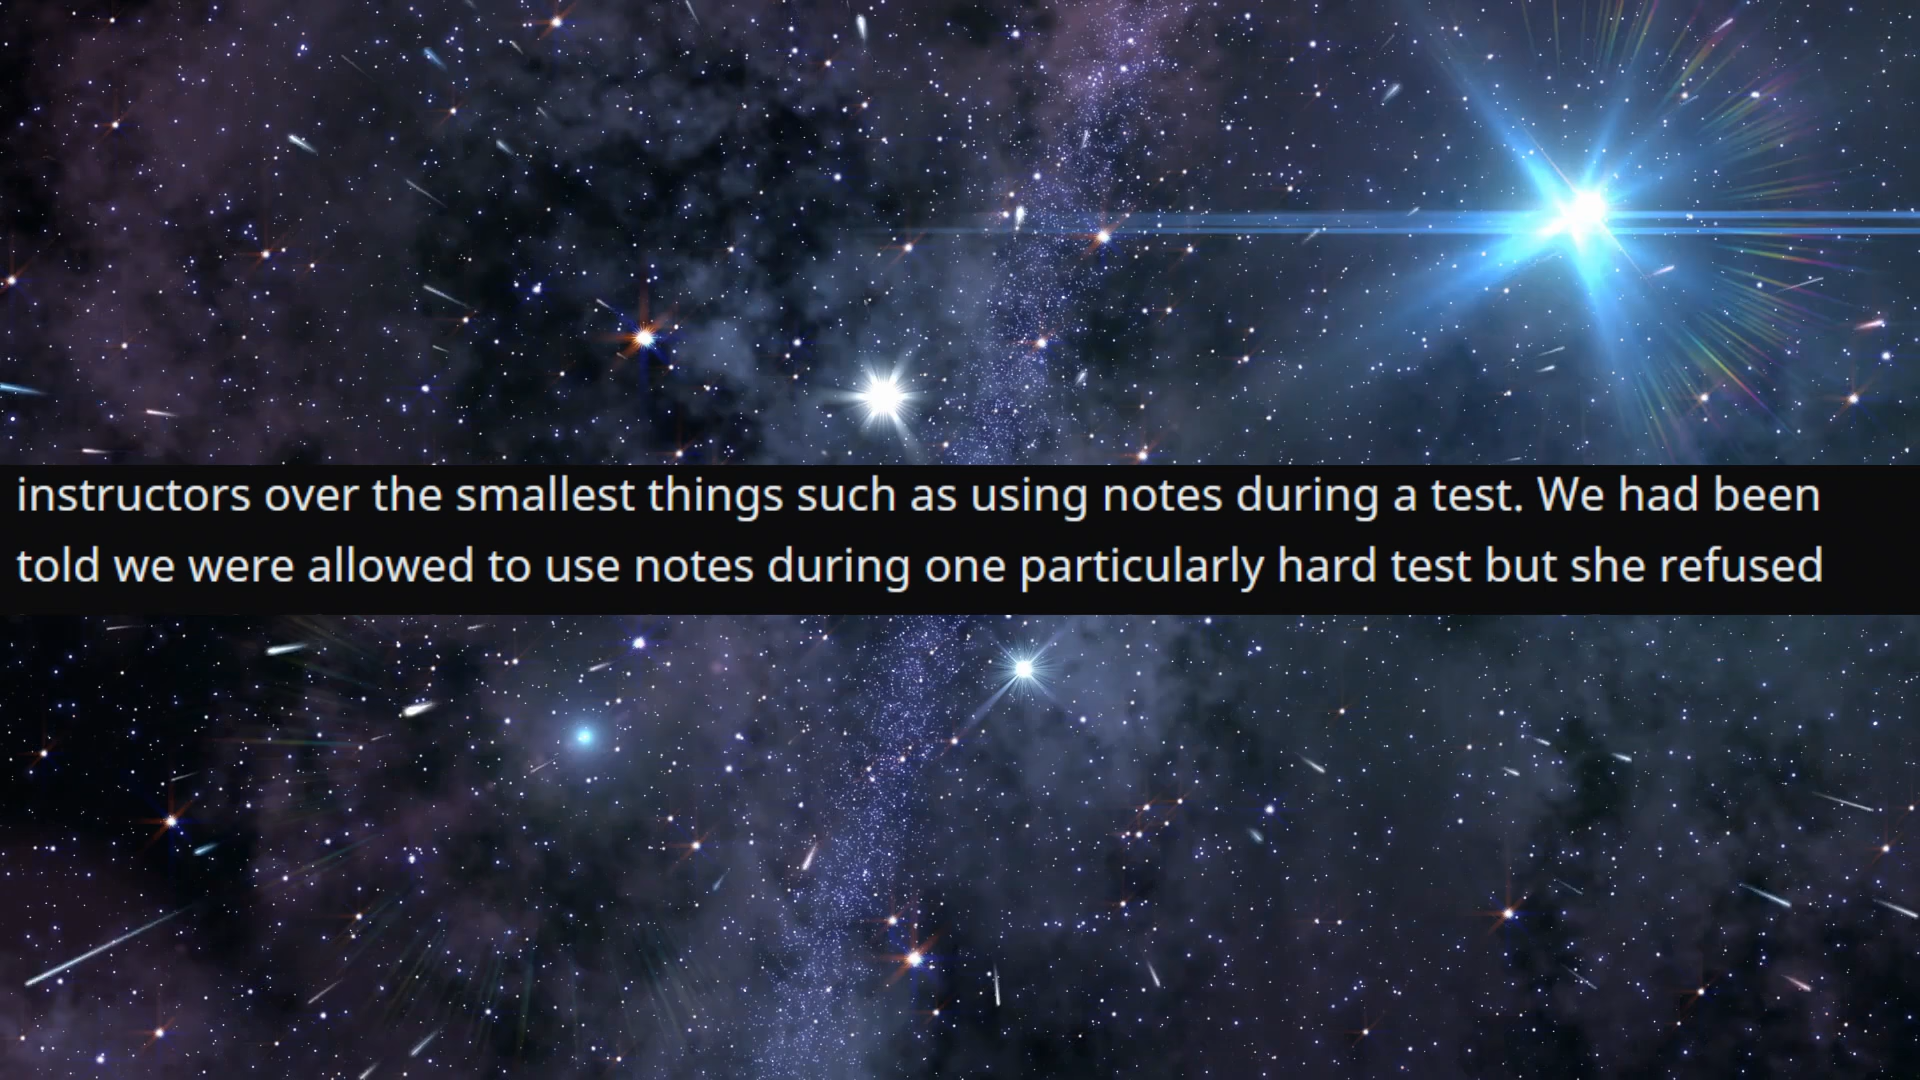 instructors over the smallest things such as using notes during a test. We had been
told we were allowed to use notes during one particularly hard test but she refused